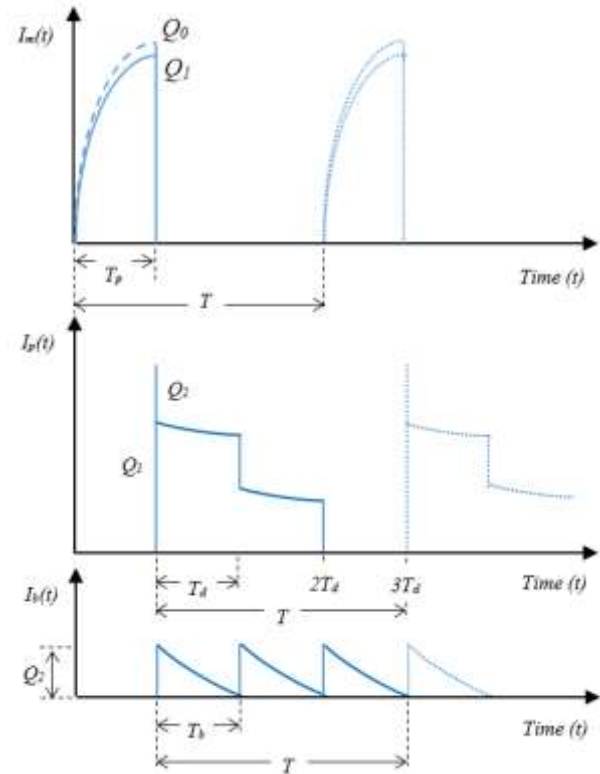 Im(t)
Q0
Q1
Tp
Time (t)
T
Ip(t)
Q2
Q1
Td
2Td
3Td
Time (t)
T
Ib(t)
Q2
Tb
Time (t)
T